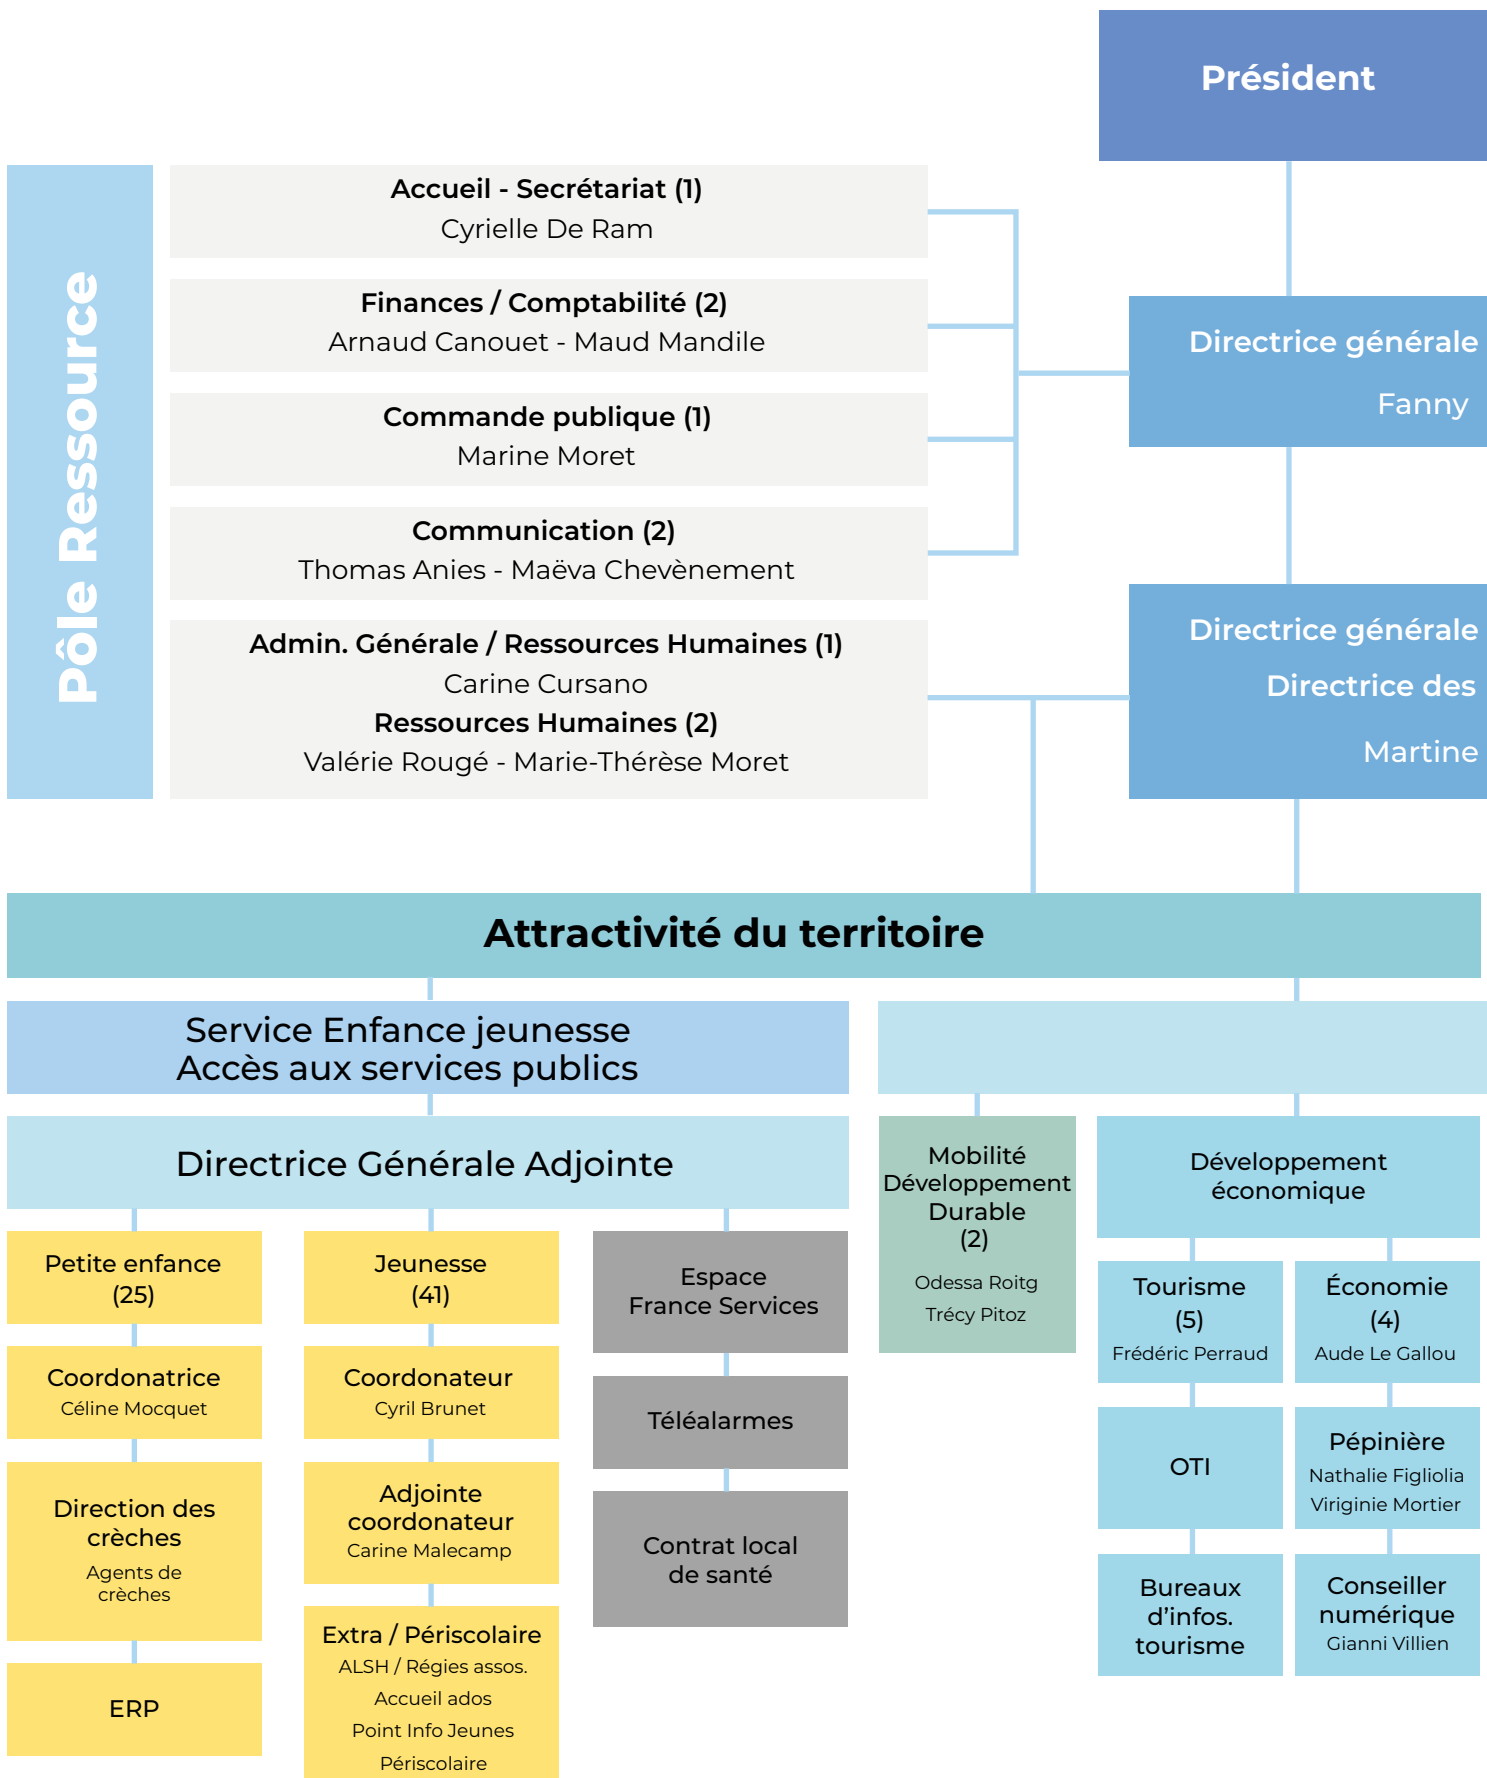 Président
Pôle Ressource
Accueil - Secrétariat (1)
Cyrielle De Ram
Finances / Comptabilité (2)
Arnaud Canouet - Maud Mandile
Commande publique (1)
Marine Moret
Communication (2)
Thomas Anies - Maëva Chevènement
Admin. Générale / Ressources Humaines (1)
Carine Cursano
Ressources Humaines (2)
Valérie Rougé - Marie-Thérèse Moret
Directrice générale
Fanny
Directrice générale
Directrice des
Martine
Attractivité du territoire
Service Enfance jeunesse
Accès aux services publics
Directrice Générale Adjointe
Petite enfance
(25)
Coordonatrice
Céline Mocquet
Direction des
crèches
Agents de
crèches
ERP
Jeunesse
(41)
Coordonateur
Cyril Brunet
Adjointe
coordonateur
Carine Malecamp
Extra / Périscolaire
ALSH / Régies assos.
Accueil ados
Point Info Jeunes
Périscolaire
Espace
France Services
Téléalarmes
Contrat local
de santé
Mobilité
Développement
Durable
(2)
Odessa Roitg
Trécy Pitoz
Développement
économique
Tourisme
(5)
Frédéric Perraud
OTI
Bureaux
d’infos.
tourisme
Économie
(4)
Aude Le Gallou
Pépinière
Nathalie Figliolia
Viriginie Mortier
Conseiller
numérique
Gianni Villien